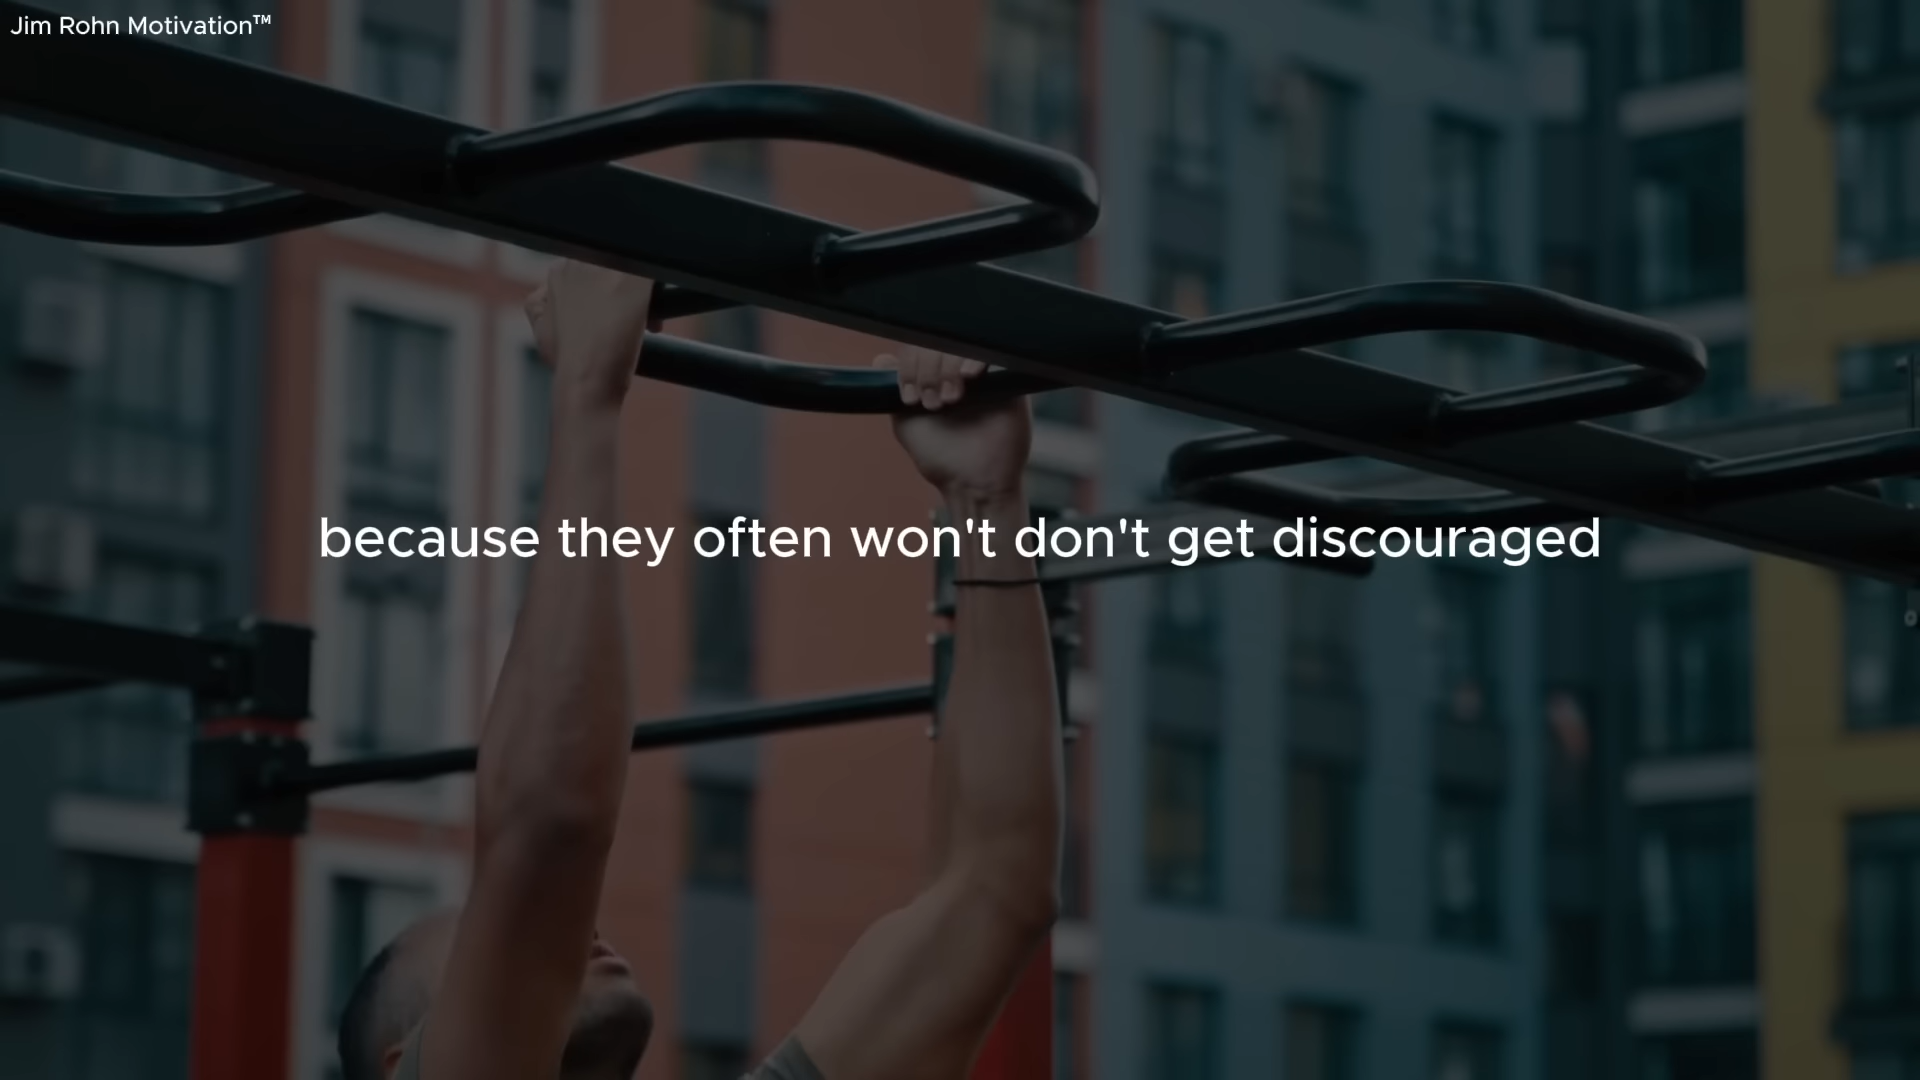 Jim Rohn Motivation™
because they often won't don't get discouraged